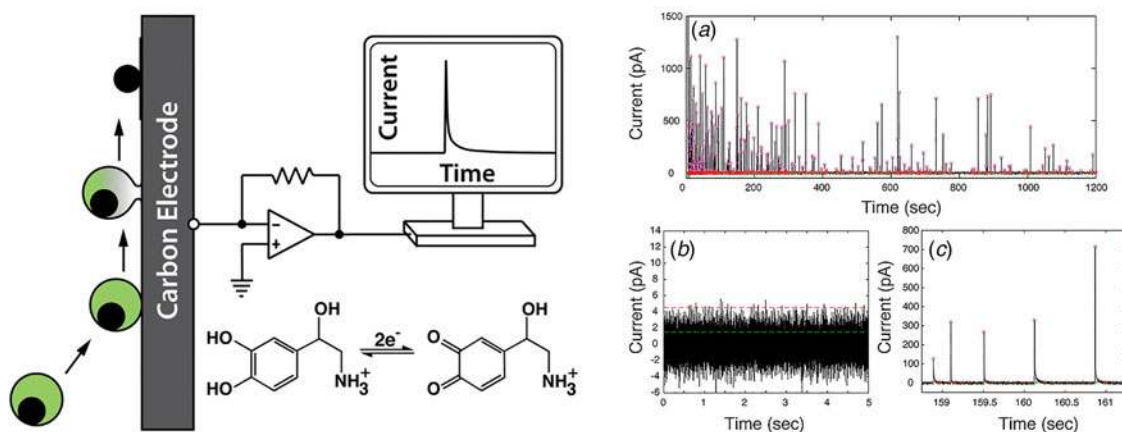 Carbon Electrode
Current
Time
OH
HO
HO
NH3+
2e-
OH
O
O
NH3+
(a)
Current (pA)
1500
1000
500
0
0 200 400 600 800 1000 1200
Time (sec)
(b)
Current (pA)
14
12
10
8
6
4
2
0
-2
-4
-6
0 1 2 3 4 5
Time (sec)
(c)
Current (pA)
800
700
600
500
400
300
200
100
0
159 159.5 160 160.5 161
Time (sec)